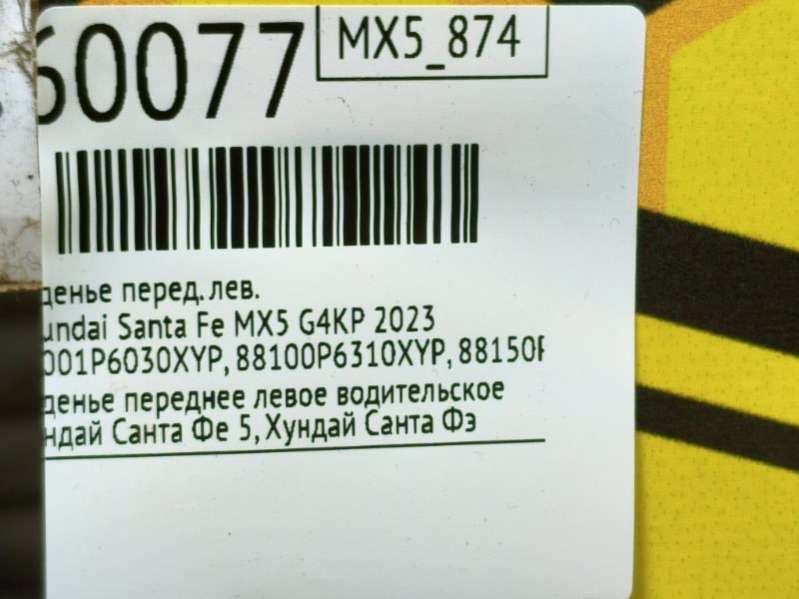 60077
MX5_874
денье перед. лев.
undai Santa Fe MX5 G4KP 2023
001P6030XYP, 88100P6310XYP, 88150
денье переднее левое водительское
ндай Санта Фе 5, Хундай Санта Фэ